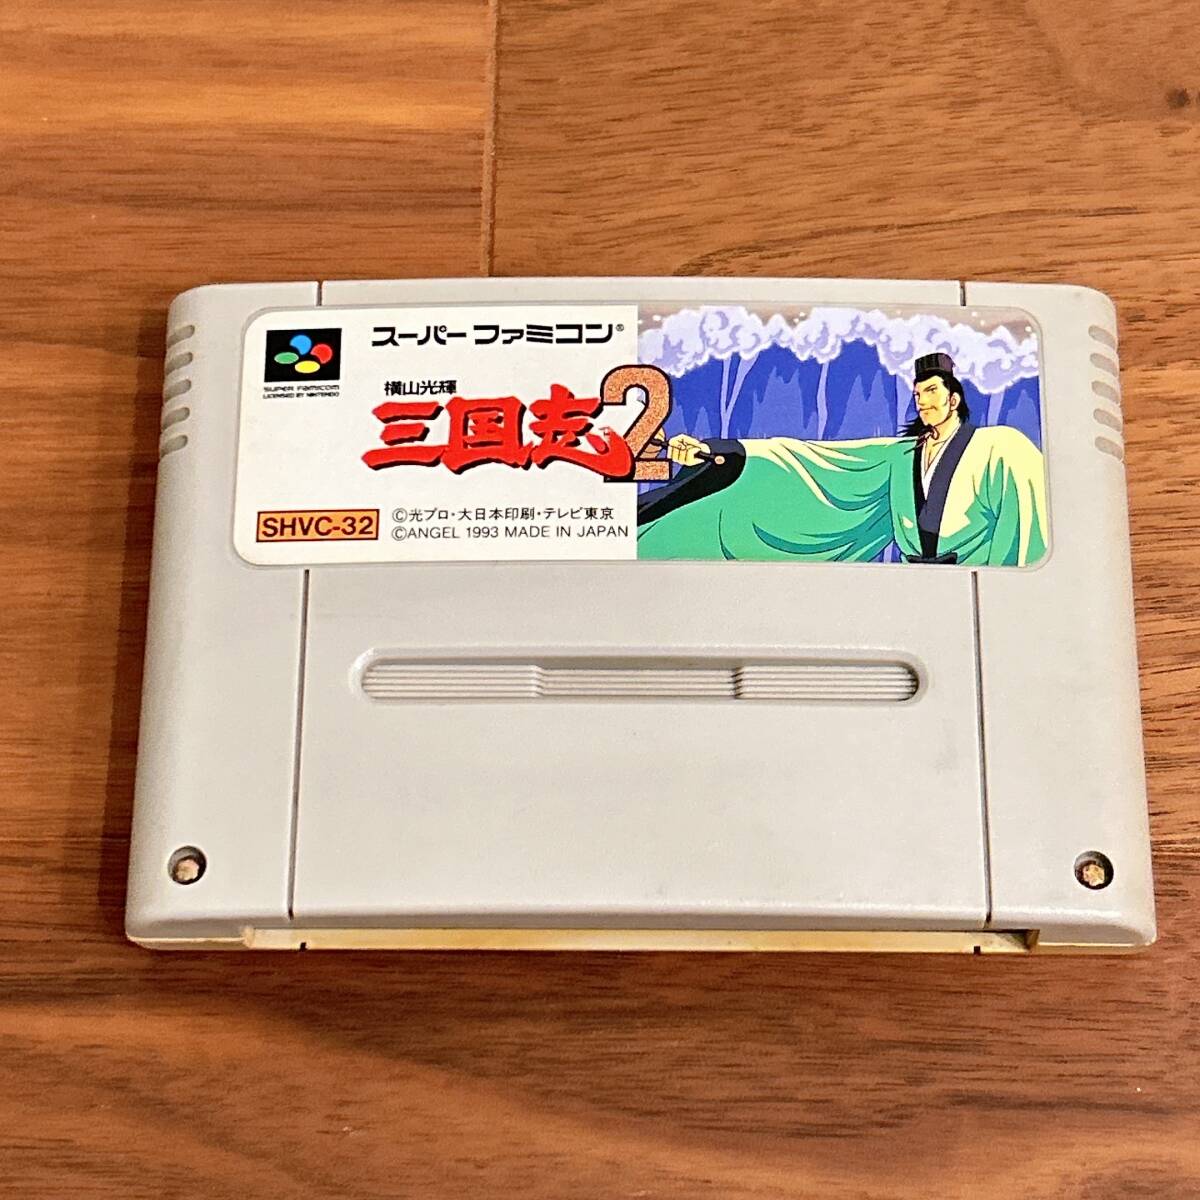 スーパーファミコン®
SUPER FAMICOM
LICENSED BY NINTENDO
横山光輝
三国志2
SHVC-32
©光プロ・大日本印刷・テレビ東京
©ANGEL 1993 MADE IN JAPAN